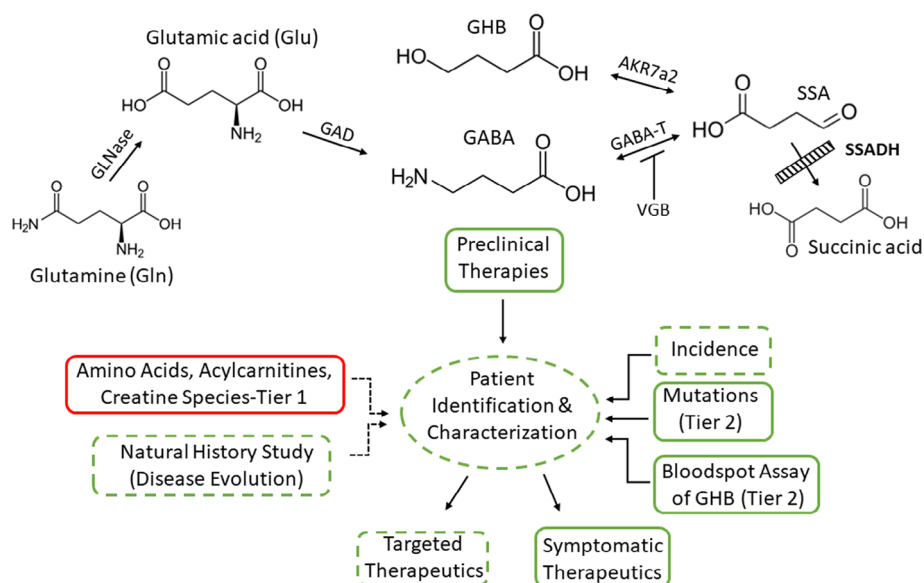 Glutamic acid (Glu)
HO
O
O
OH
NH₂
GLNase
O
O
H₂N
OH
NH₂
Glutamine (Gln)
GAD
GHB
HO
O
OH
AKR7a2
GABA
H₂N
O
OH
GABA-T
VGB
SSA
O
HO
O
SSADH
O
HO
OH
O
Succinic acid
Preclinical
Therapies
Amino Acids, Acylcarnitines,
Creatine Species-Tier 1
Natural History Study
(Disease Evolution)
Patient
Identification &
Characterization
Incidence
Mutations
(Tier 2)
Bloodspot Assay
of GHB (Tier 2)
Targeted
Therapeutics
Symptomatic
Therapeutics